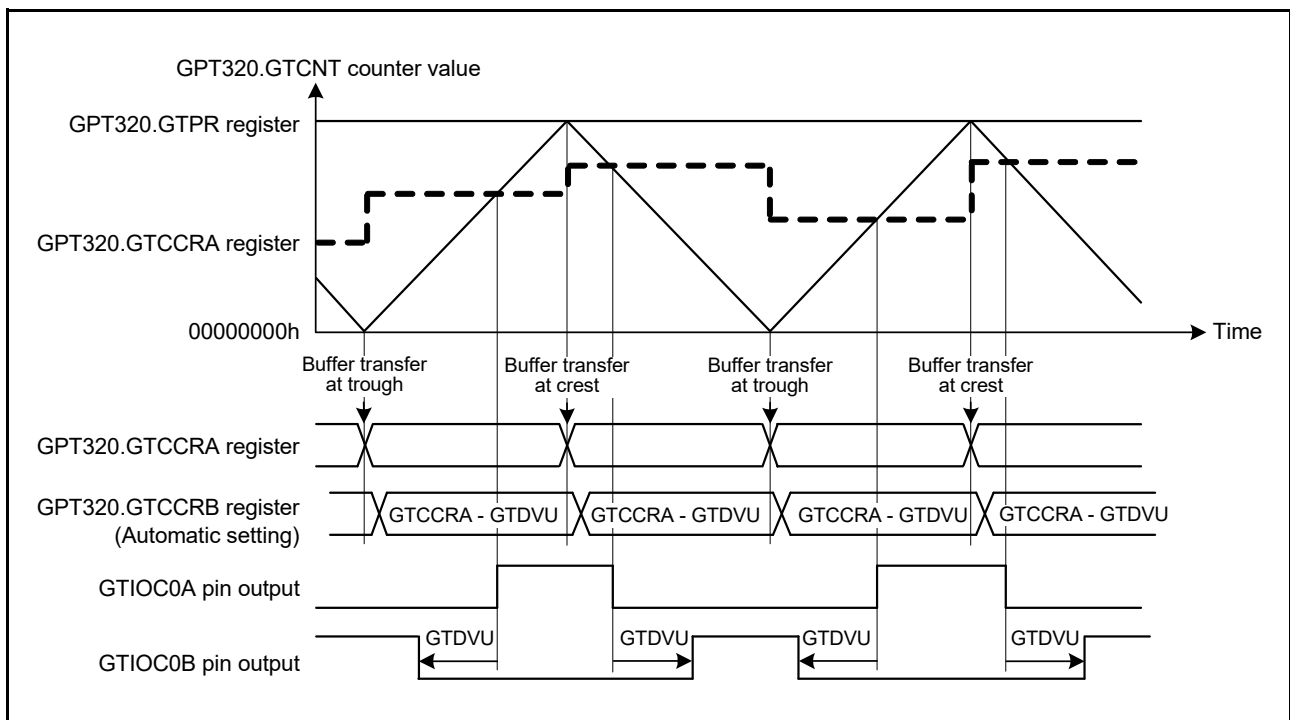 GPT320.GTCNT counter value
GPT320.GTPR register
GPT320.GTCCRA register
00000000h
Time
Buffer transfer
at trough
Buffer transfer
at crest
Buffer transfer
at trough
Buffer transfer
at crest
GPT320.GTCCRA register
GPT320.GTCCRB register
(Automatic setting)
GTCCRA - GTDVU
GTCCRA - GTDVU
GTCCRA - GTDVU
GTCCRA - GTDVU
GTIOC0A pin output
GTIOC0B pin output
GTDVU
GTDVU
GTDVU
GTDVU